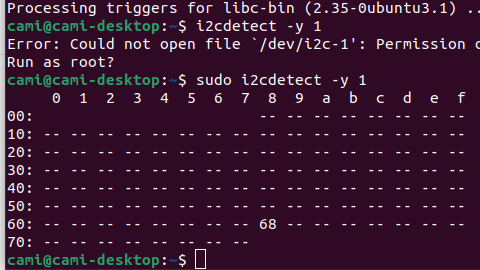 Processing triggers for libc-bin (2.35-0ubuntu3.1) ..
cami@cami-desktop:~$ i2cdetect -y 1
Error: Could not open file `/dev/i2c-1': Permission
Run as root?
cami@cami-desktop:~$ sudo i2cdetect -y 1
     0  1  2  3  4  5  6  7  8  9  a  b  c  d  e  f
00:                         -- -- -- -- -- -- -- --
10: -- -- -- -- -- -- -- -- -- -- -- -- -- -- -- --
20: -- -- -- -- -- -- -- -- -- -- -- -- -- -- -- --
30: -- -- -- -- -- -- -- -- -- -- -- -- -- -- -- --
40: -- -- -- -- -- -- -- -- -- -- -- -- -- -- -- --
50: -- -- -- -- -- -- -- -- -- -- -- -- -- -- -- --
60: -- -- -- -- -- -- -- -- 68 -- -- -- -- -- -- --
70: -- -- -- -- -- -- -- --
cami@cami-desktop:~$